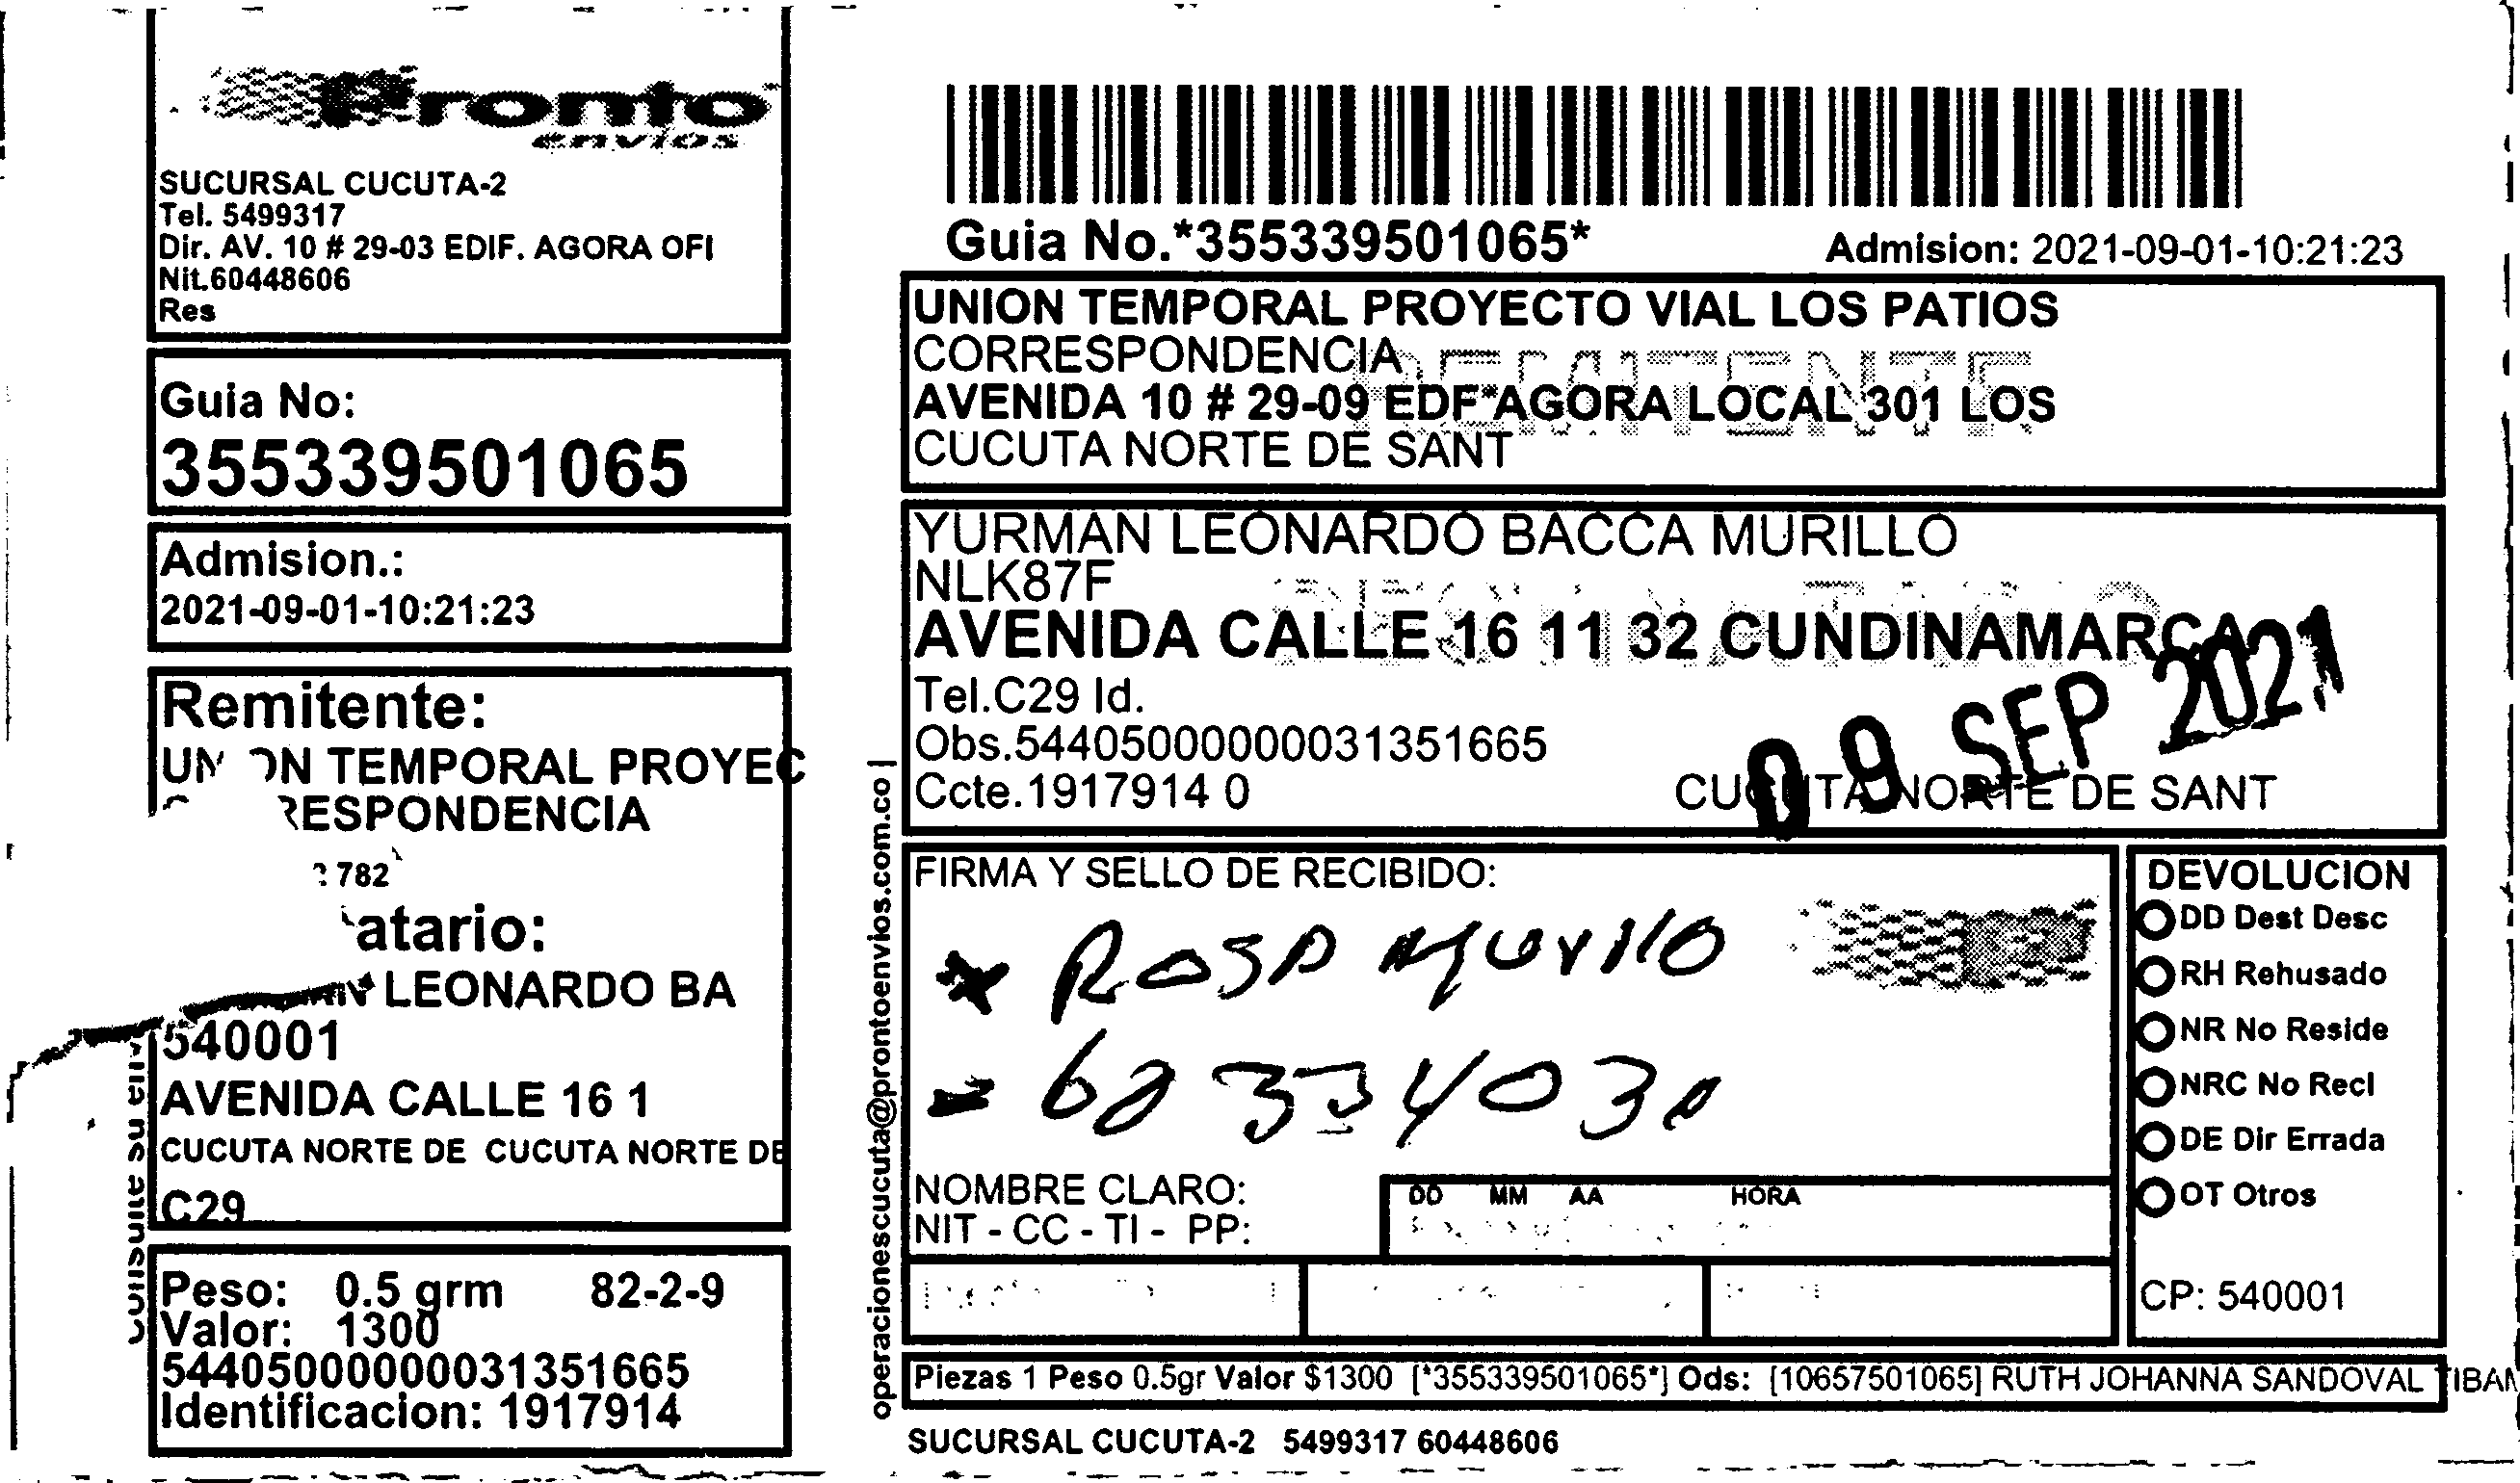 Pronto
envios
SUCURSAL CUCUTA-2
Tel. 5499317
Dir. AV. 10 # 29-03 EDIF. AGORA OFI
Nit.60448606
Res
Guia No:
355339501065
Admision.:
2021-09-01-10:21:23
Remitente:
TEMPORAL PROYEC
RESPONDENCIA
782
atario:
LEONARDO BA
540001
AVENIDA CALLE 16 1
CUCUTA NORTE DE CUCUTA NORTE DE
C29
Peso: 0.5 grm 82-2-9
Valor: 1300
544050000000031351665
Identificacion: 1917914
Consulte su
operacionescucuta@prontoenvios.com.co |
Guia No.*355339501065* Admision: 2021-09-01-10:21:23
UNION TEMPORAL PROYECTO VIAL LOS PATIOS
CORRESPONDENCIA
REMITENTE
AVENIDA 10 # 29-09 EDF AGORA LOCAL 301 LOS
CUCUTA NORTE DE SANT
YURMAN LEONARDO BACCA MURILLO
NLK87F
AVENIDA CALLE 16 11 32 CUNDINAMARCA
Tel.C29 Id.
Obs.544050000000031351665
Ccte.1917914 0 CUCUTA NORTE DE SANT
09 SEP 2021
FIRMA Y SELLO DE RECIBIDO:
Rosa Murillo
NOMBRE CLARO:
NIT - CC - TI - PP:
DD MM AA HORA
DEVOLUCION
DD Dest Desc
RH Rehusado
NR No Reside
NRC No Recl
DE Dir Errada
OT Otros
CP: 540001
Piezas 1 Peso 0.5gr Valor $1300 [*355339501065*] Ods: [10657501065] RUTH JOHANNA SANDOVAL TIBAN
SUCURSAL CUCUTA-2 5499317 60448606